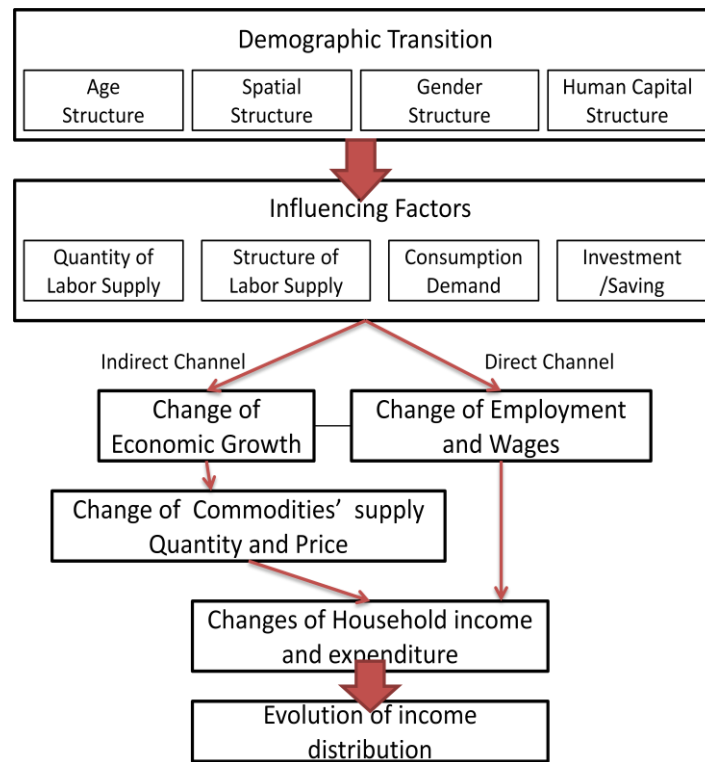 Demographic Transition
Age
Structure
Spatial
Structure
Gender
Structure
Human Capital
Structure
Influencing Factors
Quantity of
Labor Supply
Structure of
Labor Supply
Consumption
Demand
Investment
/Saving
Indirect Channel
Direct Channel
Change of
Economic Growth
Change of Employment
and Wages
Change of Commodities’ supply
Quantity and Price
Changes of Household income
and expenditure
Evolution of income
distribution